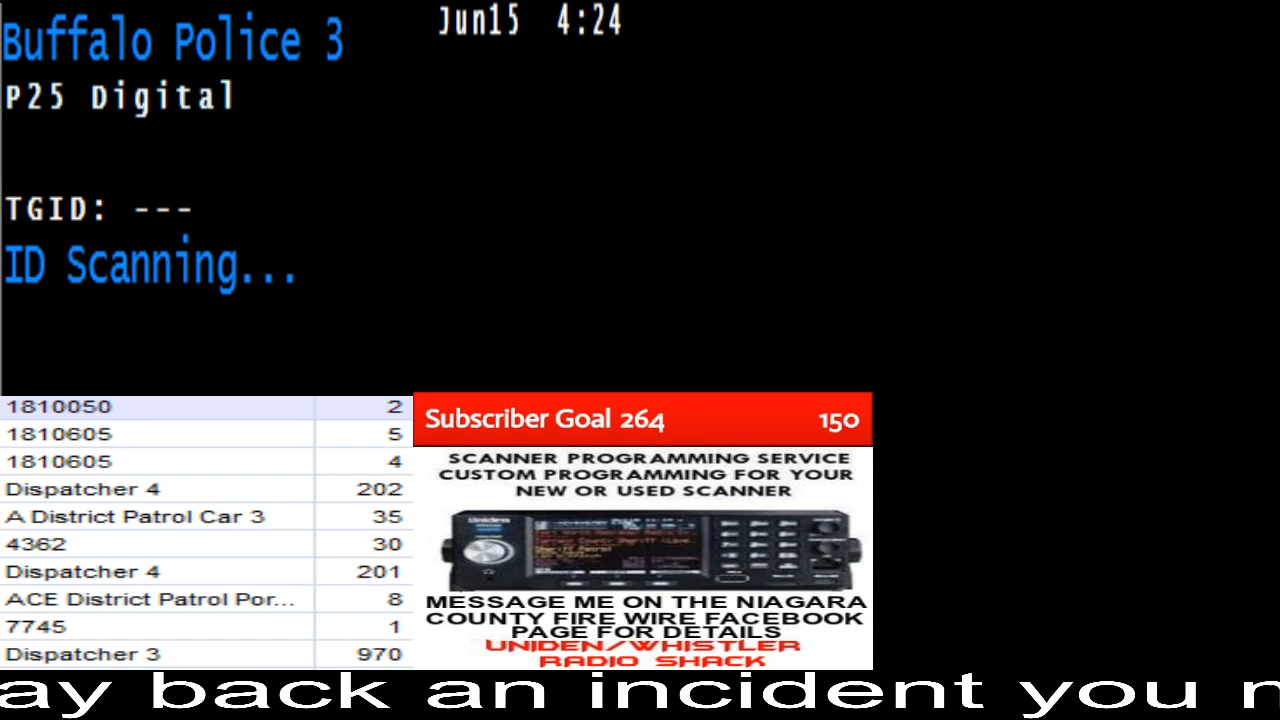 Buffalo Police 3
Jun15 4:24
P25 Digital
TGID: ---
ID Scanning...
1810050 2
1810605 5
1810605 4
Dispatcher 4 202
A District Patrol Car 3 35
4362 30
Dispatcher 4 201
ACE District Patrol Por... 8
7745 1
Dispatcher 3 970
Subscriber Goal 264 150
SCANNER PROGRAMMING SERVICE
CUSTOM PROGRAMMING FOR YOUR
NEW OR USED SCANNER
Uniden
MESSAGE ME ON THE NIAGARA
COUNTY FIRE WIRE FACEBOOK
PAGE FOR DETAILS
UNIDEN/WHISTLER
RADIO SHACK
ay back an incident you n